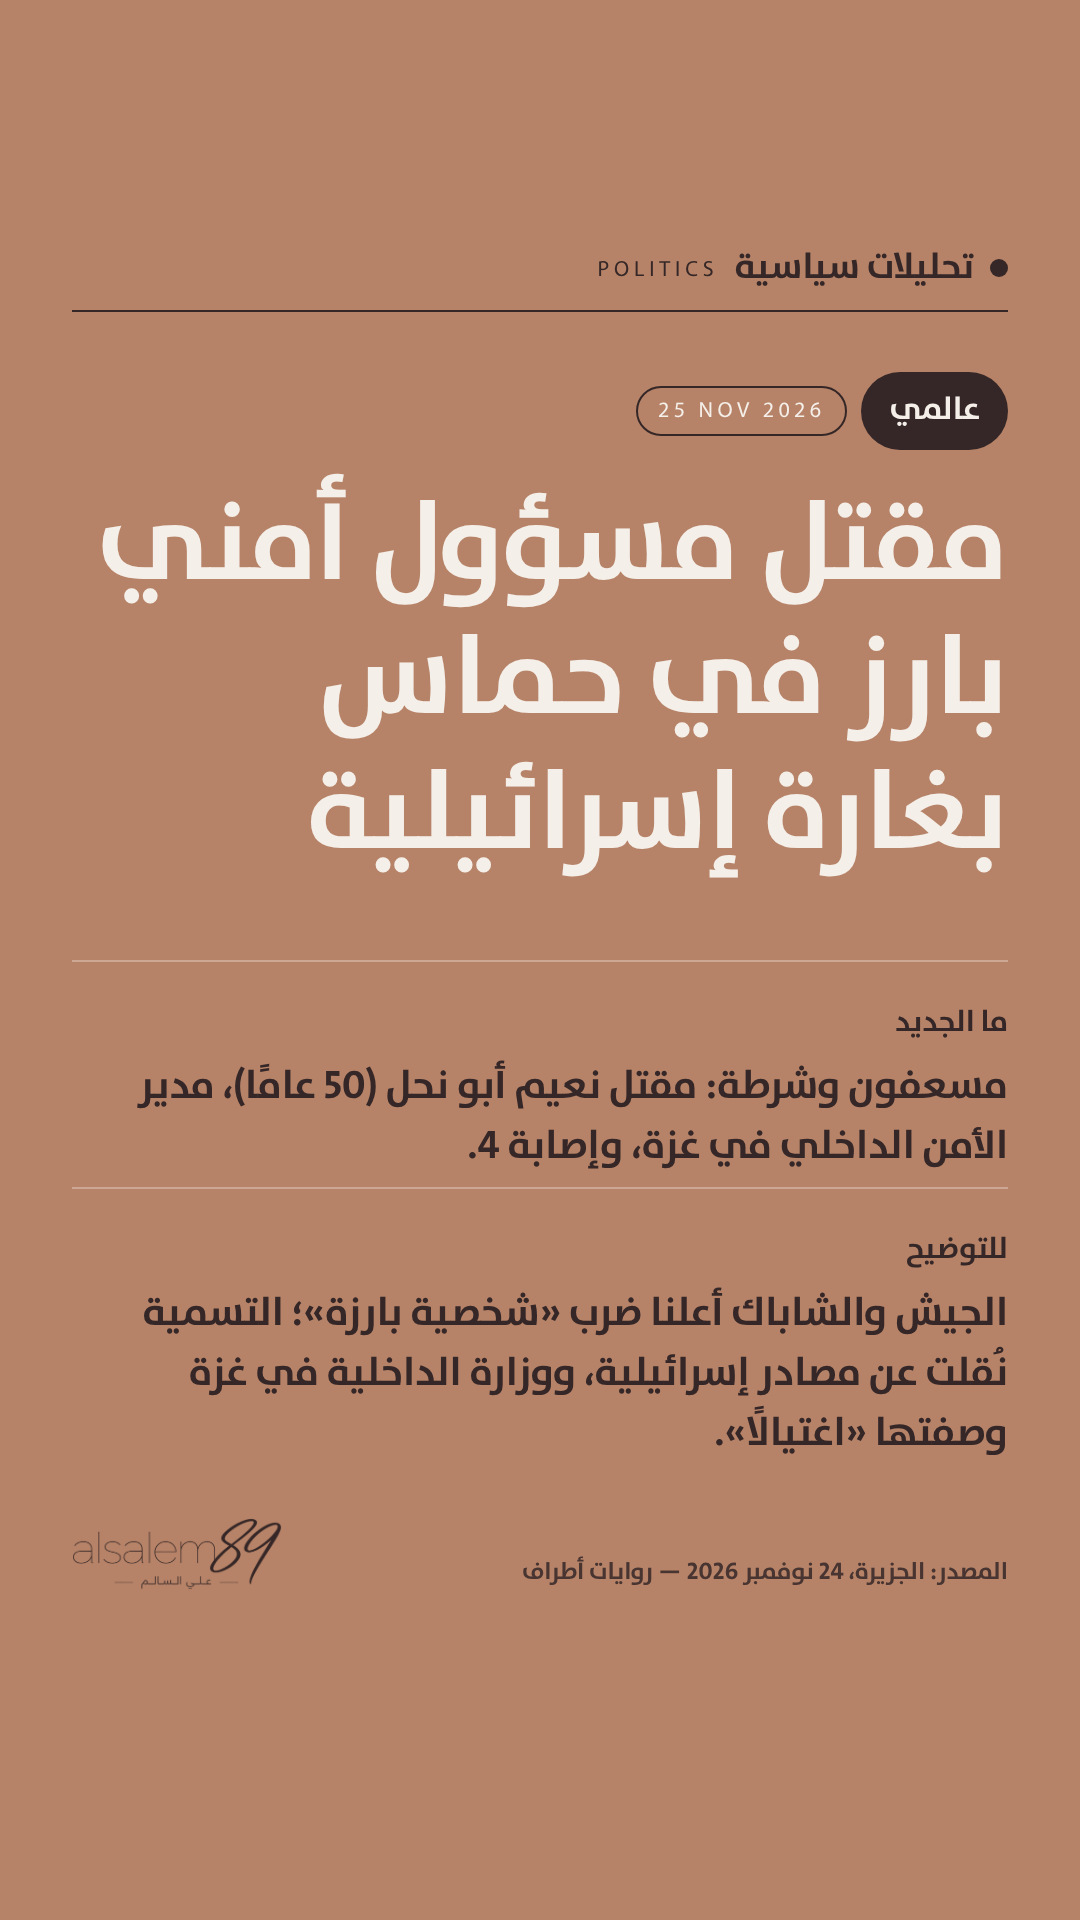 تحليلات سياسية POLITICS
عالمي 25 NOV 2026
مقتل مسؤول أمني
بارز في حماس
بغارة إسرائيلية
ما الجديد
مسعفون وشرطة: مقتل نعيم أبو نحل (50 عامًا)، مدير
الأمن الداخلي في غزة، وإصابة 4.
للتوضيح
الجيش والشاباك أعلنا ضرب «شخصية بارزة»؛ التسمية
نُقلت عن مصادر إسرائيلية، ووزارة الداخلية في غزة
وصفتها «اغتيالًا».
المصدر: الجزيرة، 24 نوفمبر 2026 — روايات أطراف
alsalem89
علي السالم